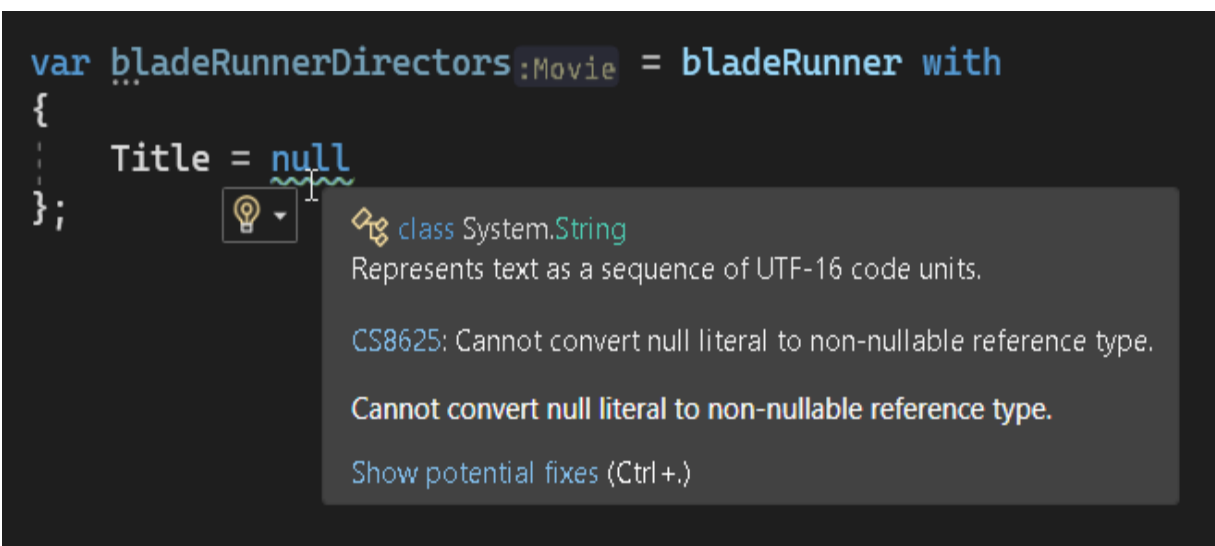 var bladeRunnerDirectors :Movie = bladeRunner with
{
Title = null
};
class System.String
Represents text as a sequence of UTF-16 code units.
CS8625: Cannot convert null literal to non-nullable reference type.
Cannot convert null literal to non-nullable reference type.
Show potential fixes (Ctrl+.)